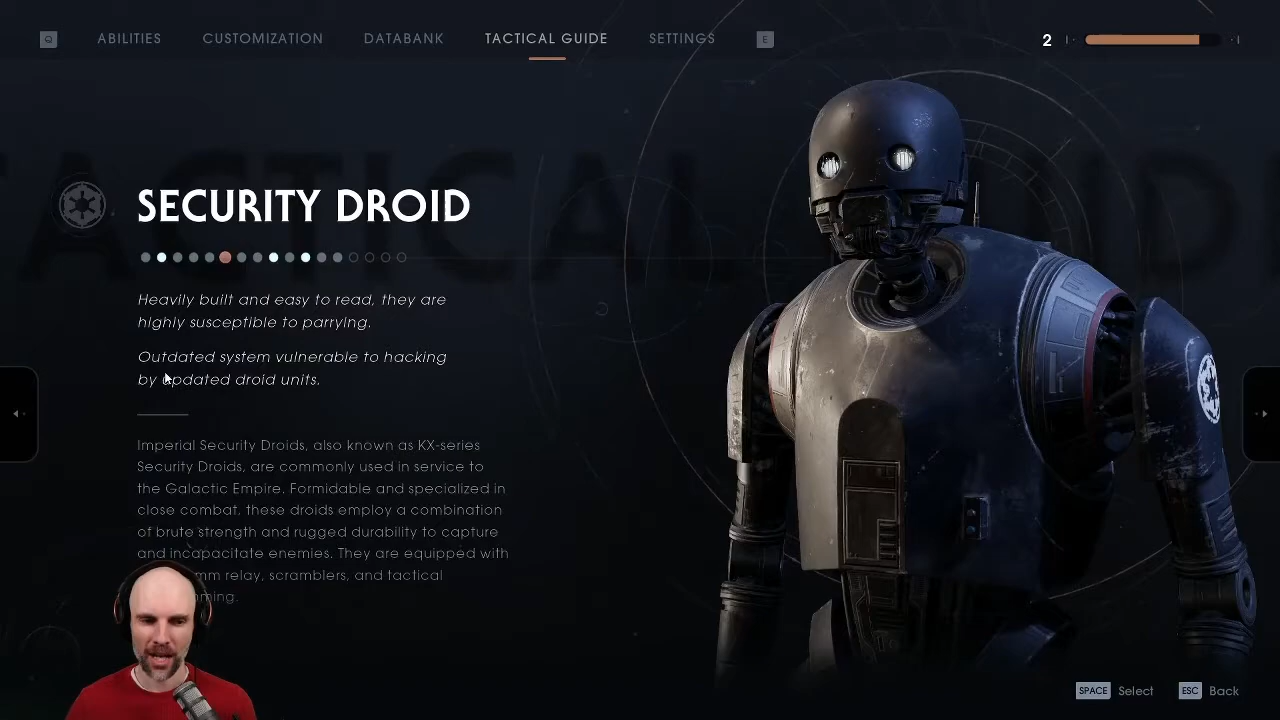 Q ABILITIES CUSTOMIZATION DATABANK TACTICAL GUIDE SETTINGS E 2
SECURITY DROID
Heavily built and easy to read, they are
highly susceptible to parrying.
Outdated system vulnerable to hacking
by updated droid units.
Imperial Security Droids, also known as KX-series
Security Droids, are commonly used in service to
the Galactic Empire. Formidable and specialized in
close combat, these droids employ a combination
of brute strength and rugged durability to capture
and incapacitate enemies. They are equipped with
relay, scramblers, and tactical
SPACE Select ESC Back